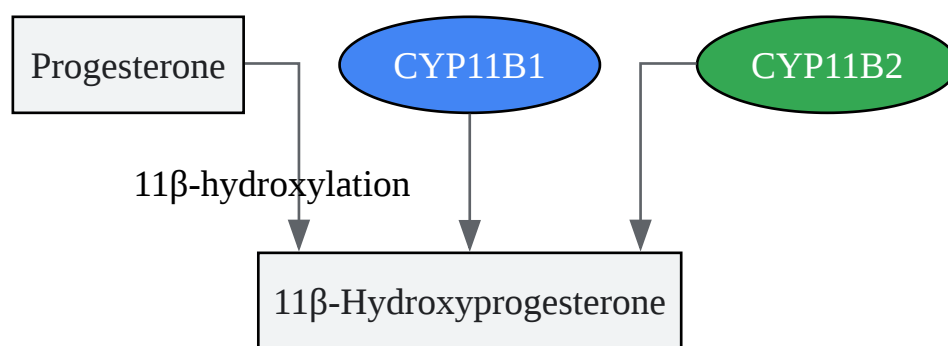 Progesterone
CYP11B1
CYP11B2
11β-hydroxylation
11β-Hydroxyprogesterone